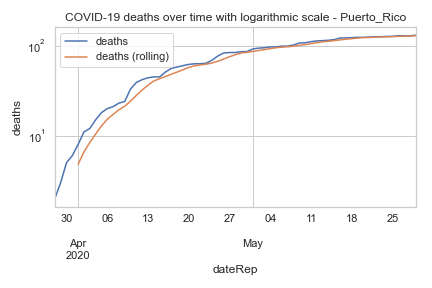 COVID-19 deaths over time with logarithmic scale - Puerto_Rico
deaths
deaths (rolling)
10²
10¹
deaths
30 06 13 20 27 04 11 18 25
Apr May
2020
dateRep